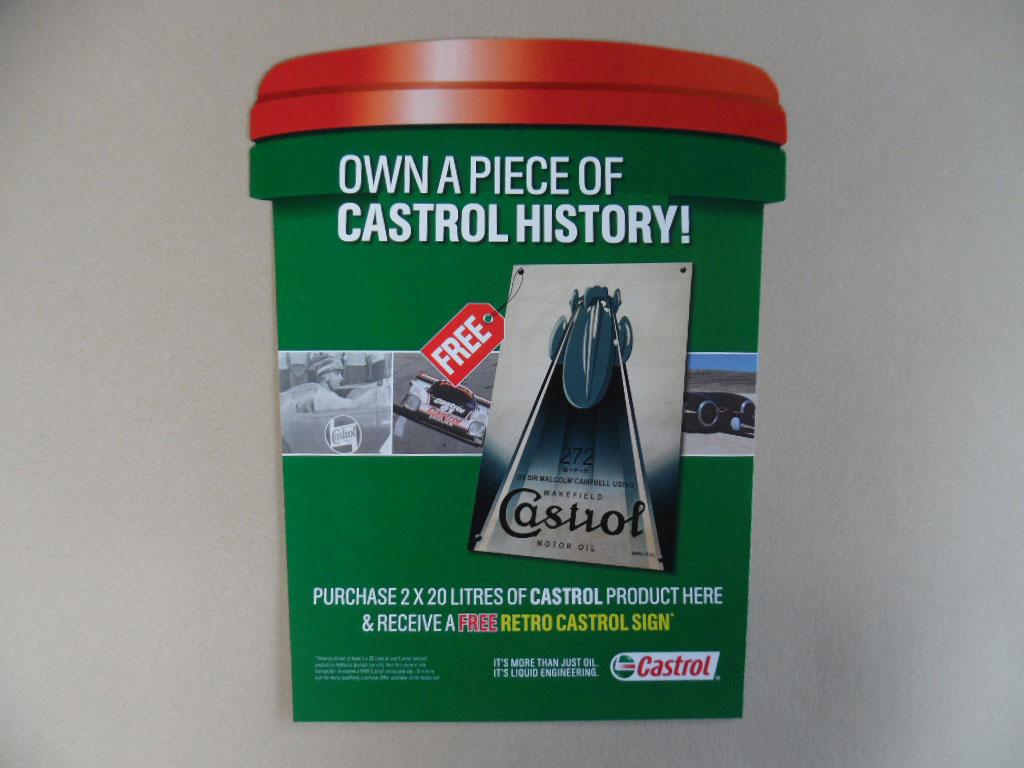 OWN A PIECE OF
CASTROL HISTORY!
FREE
Castrol
272
M•P•H
BY SIR MALCOLM CAMPBELL USING
WAKEFIELD
Castrol
MOTOR OIL
PURCHASE 2 X 20 LITRES OF CASTROL PRODUCT HERE
& RECEIVE A FREE RETRO CASTROL SIGN*
IT'S MORE THAN JUST OIL.
IT'S LIQUID ENGINEERING.
Castrol